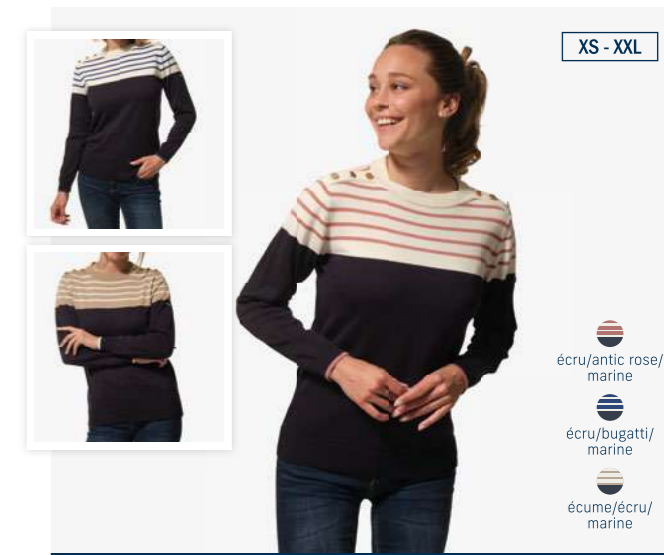 XS - XXL
écru/antic rose/
marine
écru/bugatti/
marine
écume/écru/
marine